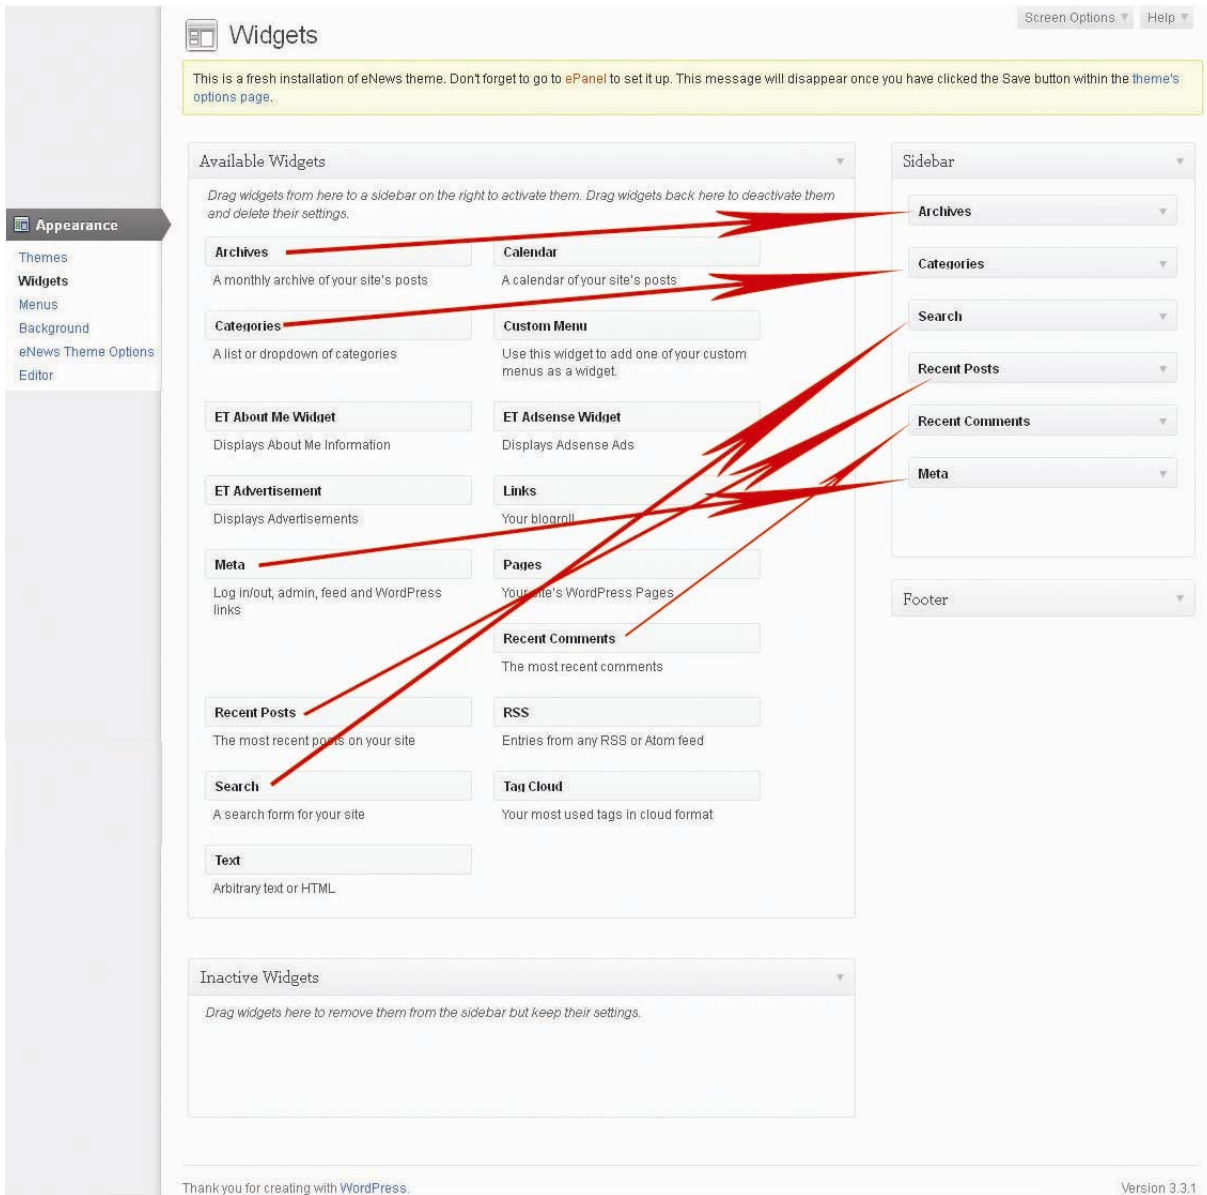 Screen Options Help
Widgets
This is a fresh installation of eNews theme. Don't forget to go to ePanel to set it up. This message will disappear once you have clicked the Save button within the theme's
options page.
Appearance
Themes
Widgets
Menus
Background
eNews Theme Options
Editor
Available Widgets
Drag widgets from here to a sidebar on the right to activate them. Drag widgets back here to deactivate them
and delete their settings.
Archives
A monthly archive of your site's posts
Calendar
A calendar of your site's posts
Categories
A list or dropdown of categories
Custom Menu
Use this widget to add one of your custom
menus as a widget.
ET About Me Widget
Displays About Me Information
ET Adsense Widget
Displays Adsense Ads
ET Advertisement
Displays Advertisements
Links
Your blogroll
Meta
Log in/out, admin, feed and WordPress
links
Pages
Your site's WordPress Pages
Recent Comments
The most recent comments
Recent Posts
The most recent posts on your site
RSS
Entries from any RSS or Atom feed
Search
A search form for your site
Tag Cloud
Your most used tags in cloud format
Text
Arbitrary text or HTML
Inactive Widgets
Drag widgets here to remove them from the sidebar but keep their settings.
Sidebar
Archives
Categories
Search
Recent Posts
Recent Comments
Meta
Footer
Thank you for creating with WordPress.
Version 3.3.1